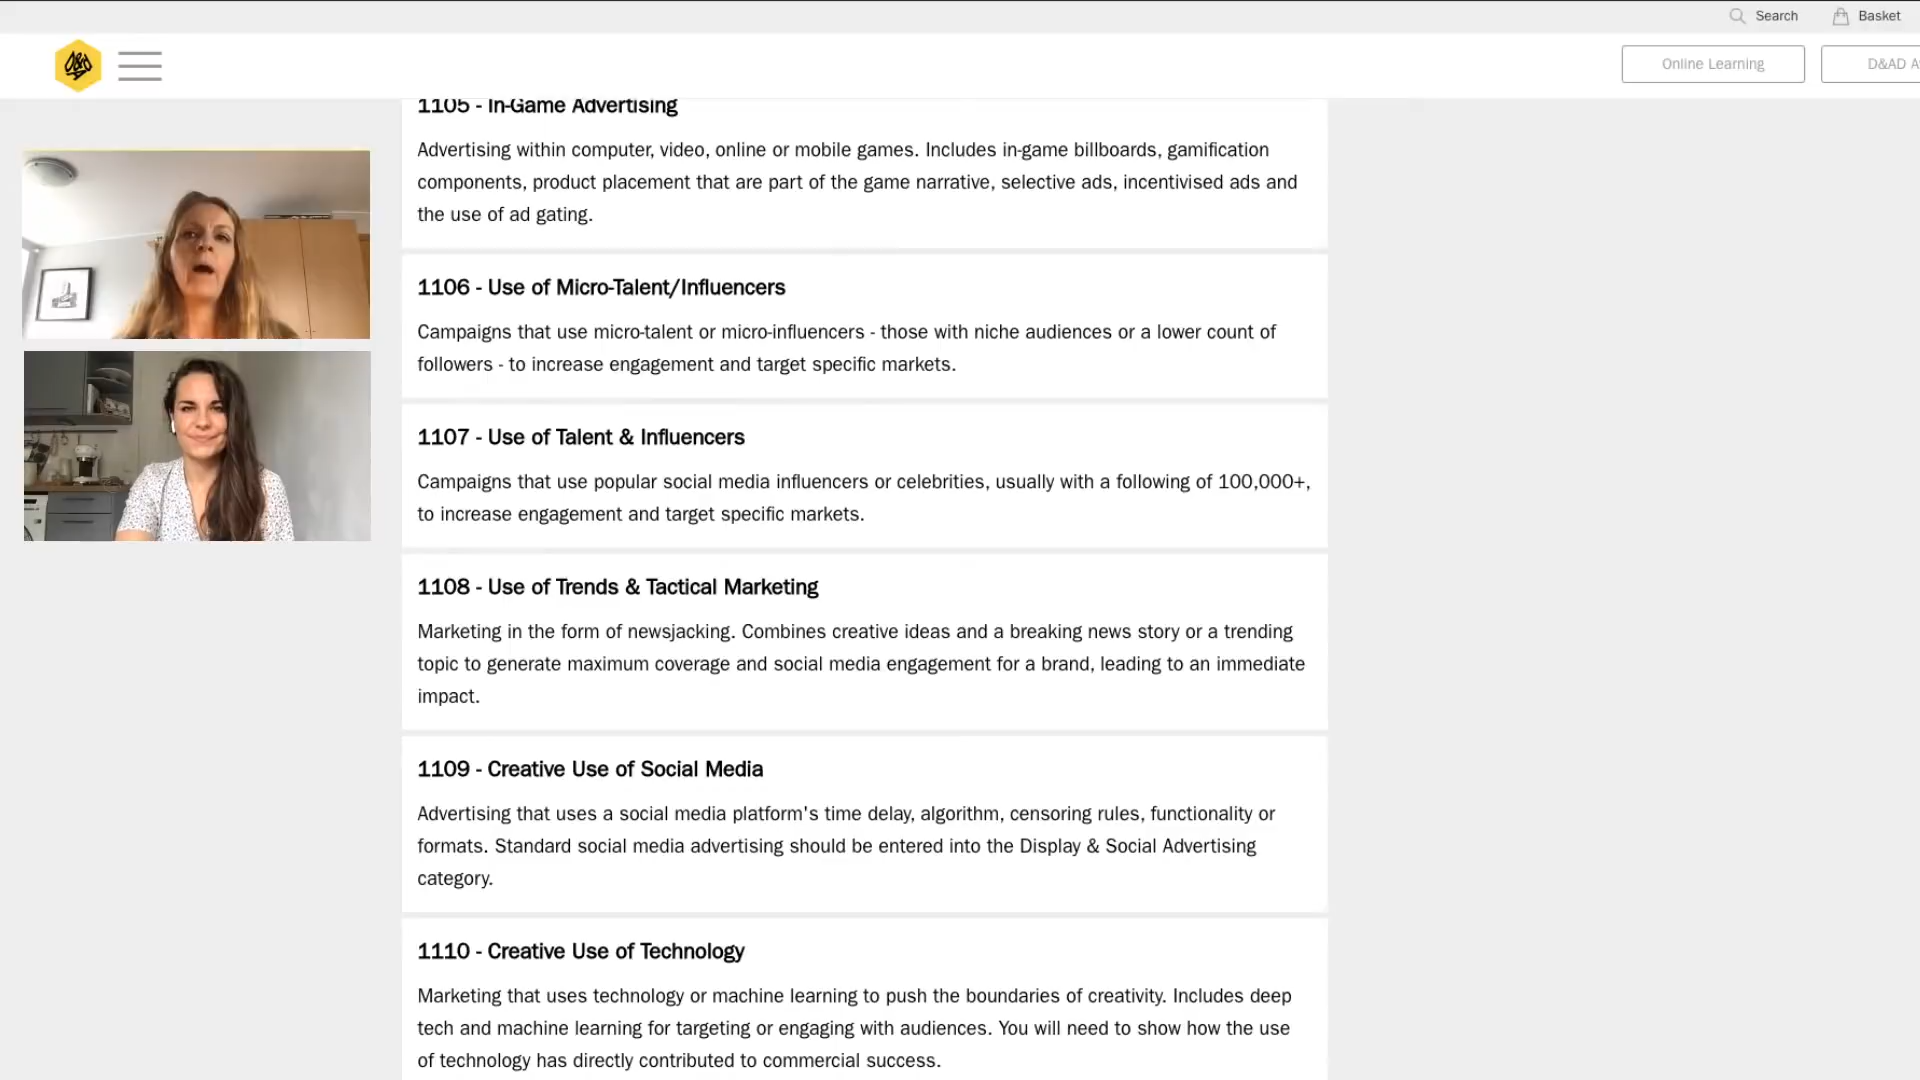 Search
Basket
Online Learning
D&AD A
1105 - In-Game Advertising
Advertising within computer, video, online or mobile games. Includes in-game billboards, gamification
components, product placement that are part of the game narrative, selective ads, incentivised ads and
the use of ad gating.
1106 - Use of Micro-Talent/Influencers
Campaigns that use micro-talent or micro-influencers - those with niche audiences or a lower count of
followers - to increase engagement and target specific markets.
1107 - Use of Talent & Influencers
Campaigns that use popular social media influencers or celebrities, usually with a following of 100,000+,
to increase engagement and target specific markets.
1108 - Use of Trends & Tactical Marketing
Marketing in the form of newsjacking. Combines creative ideas and a breaking news story or a trending
topic to generate maximum coverage and social media engagement for a brand, leading to an immediate
impact.
1109 - Creative Use of Social Media
Advertising that uses a social media platform's time delay, algorithm, censoring rules, functionality or
formats. Standard social media advertising should be entered into the Display & Social Advertising
category.
1110 - Creative Use of Technology
Marketing that uses technology or machine learning to push the boundaries of creativity. Includes deep
tech and machine learning for targeting or engaging with audiences. You will need to show how the use
of technology has directly contributed to commercial success.